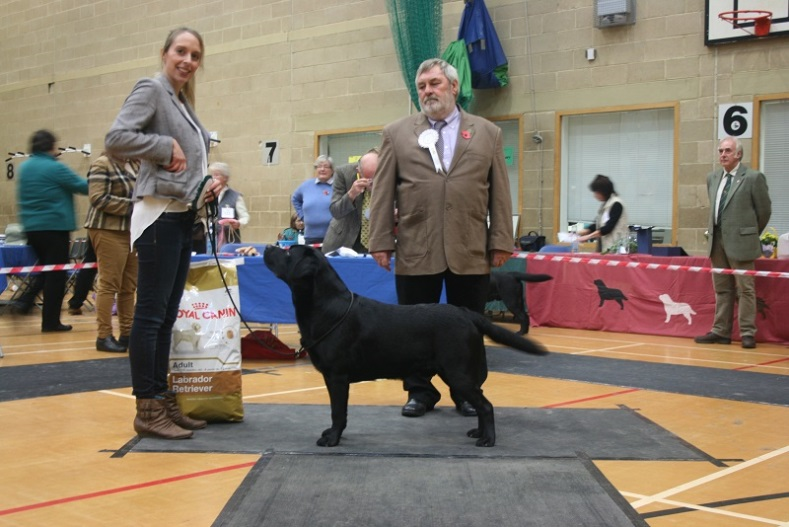 8
7
6
ROYAL CANIN
Adult
Labrador
Retriever